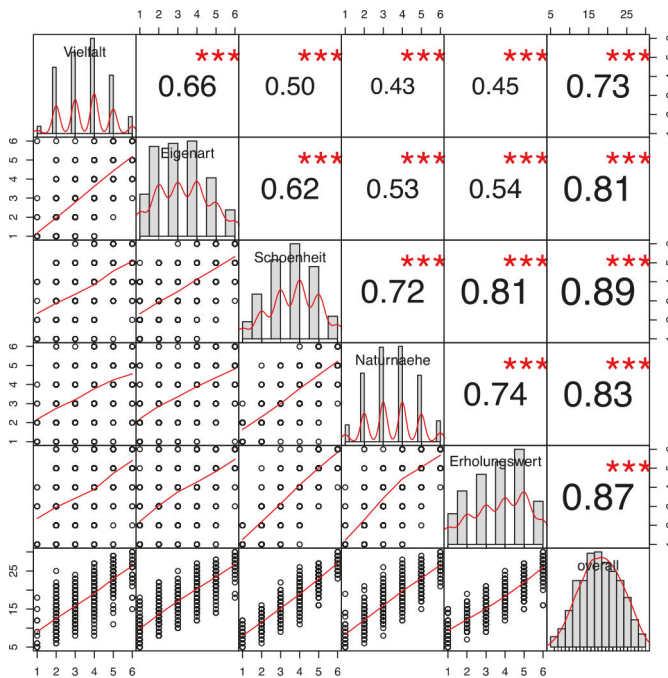 1 2 3 4 5 6
1 2 3 4 5 6
5 15 25
Vielfalt
***
0.66
***
0.50
***
0.43
***
0.45
***
0.73
1 2 3 4 5 6
Eigenart
***
0.62
***
0.53
***
0.54
***
0.81
Schoenheit
***
0.72
***
0.81
***
0.89
1 2 3 4 5 6
Naturnaehe
***
0.74
***
0.83
Erholungswert
***
0.87
5 15 25
overall
1 2 3 4 5 6
1 2 3 4 5 6
1 2 3 4 5 6